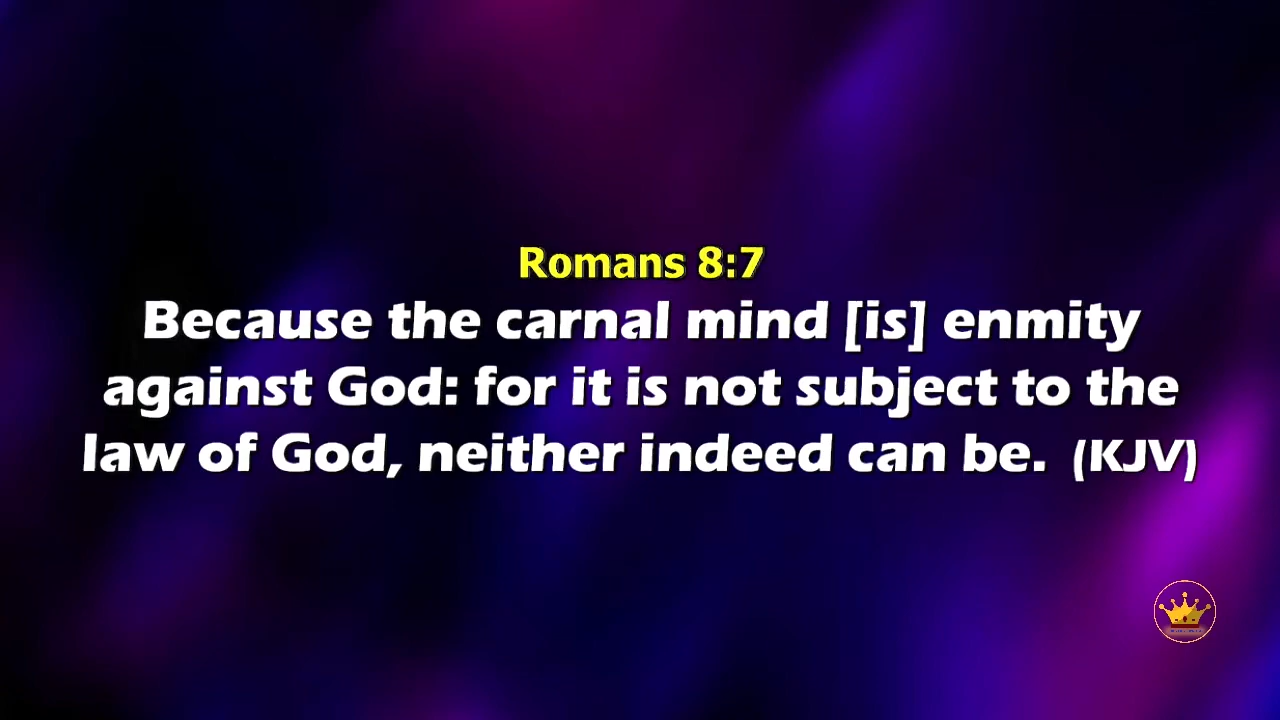 Romans 8:7
Because the carnal mind [is] enmity
against God: for it is not subject to the
law of God, neither indeed can be. (KJV)